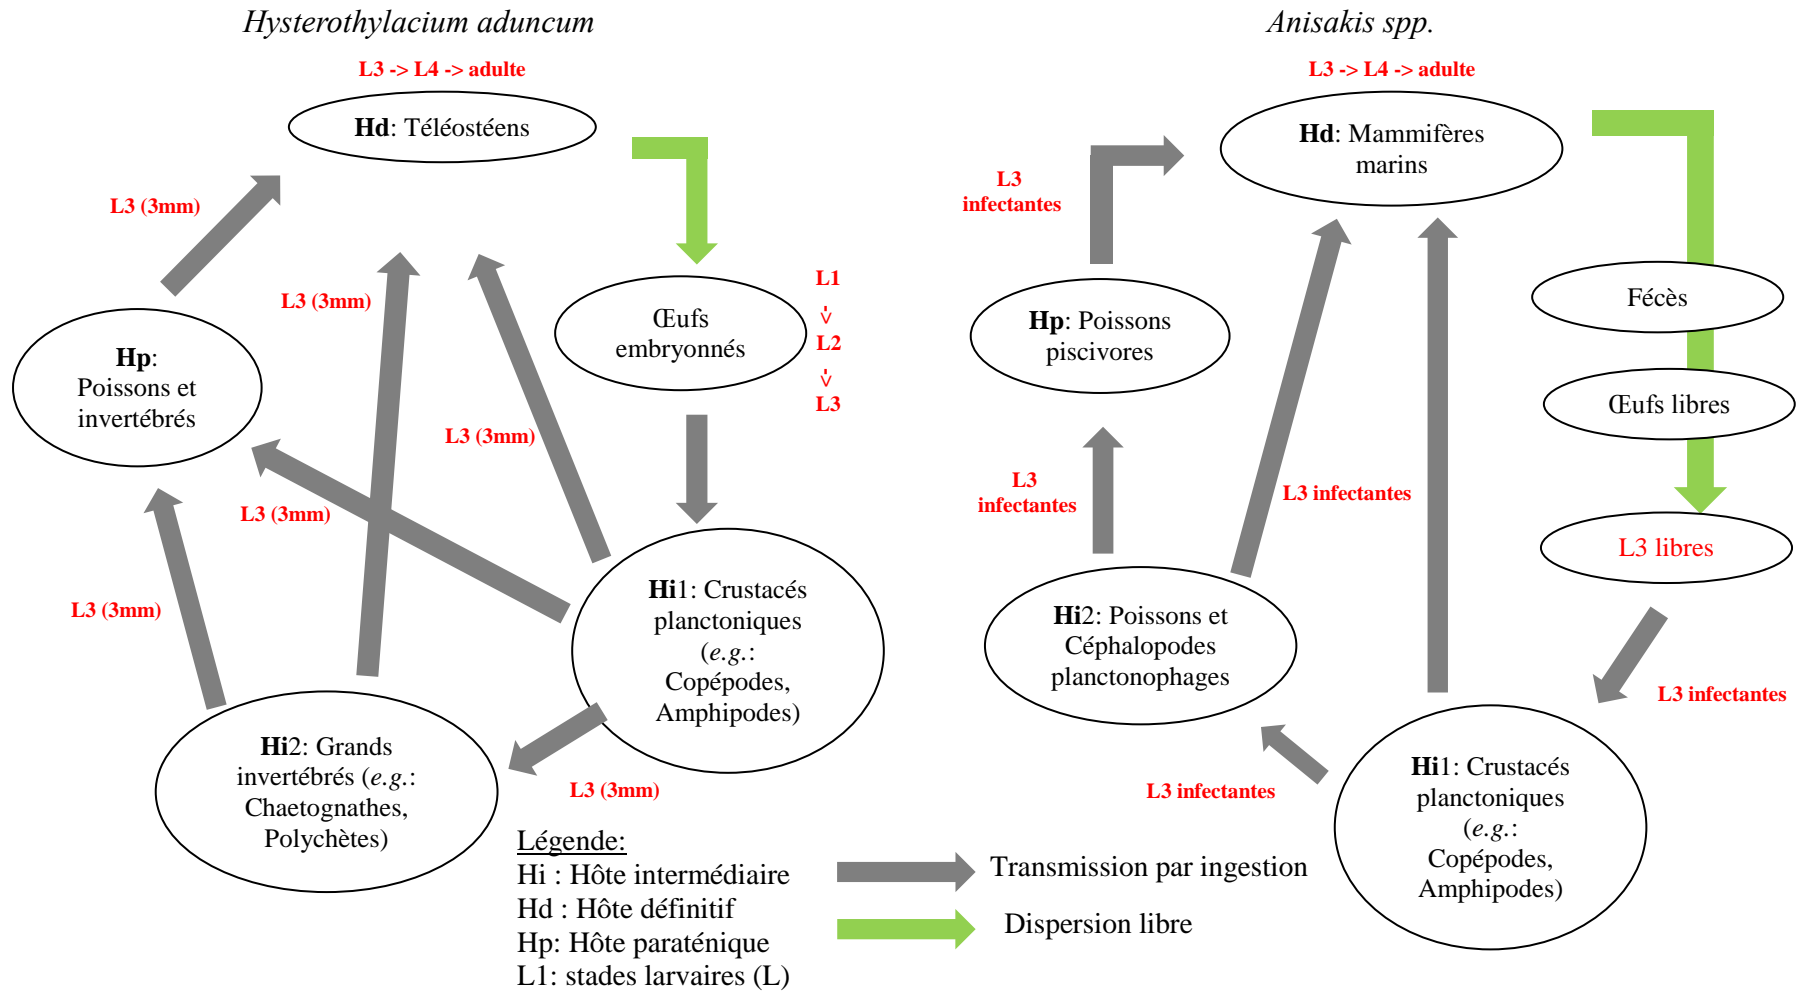 Hysterothylacium aduncum
L3 -> L4 -> adulte
Hd: Téléostéens
L3 (3mm)
L3 (3mm)
Œufs
embryonnés
L1
->
L2
->
L3
Hp:
Poissons et
invertébrés
L3 (3mm)
L3 (3mm)
L3 (3mm)
Hi1: Crustacés
planctoniques
(e.g.:
Copépodes,
Amphipodes)
Hi2: Grands
invertébrés (e.g.:
Chaetognathes,
Polychètes)
L3 (3mm)
Anisakis spp.
L3 -> L4 -> adulte
Hd: Mammifères
marins
L3
infectantes
Hp: Poissons
piscivores
Fécès
Œufs libres
L3 libres
L3
infectantes
L3 infectantes
Hi2: Poissons et
Céphalopodes
planctonophages
L3 infectantes
L3 infectantes
Hi1: Crustacés
planctoniques
(e.g.:
Copépodes,
Amphipodes)
Légende:
Hi : Hôte intermédiaire
Hd : Hôte définitif
Hp: Hôte paraténique
L1: stades larvaires (L)
Transmission par ingestion
Dispersion libre